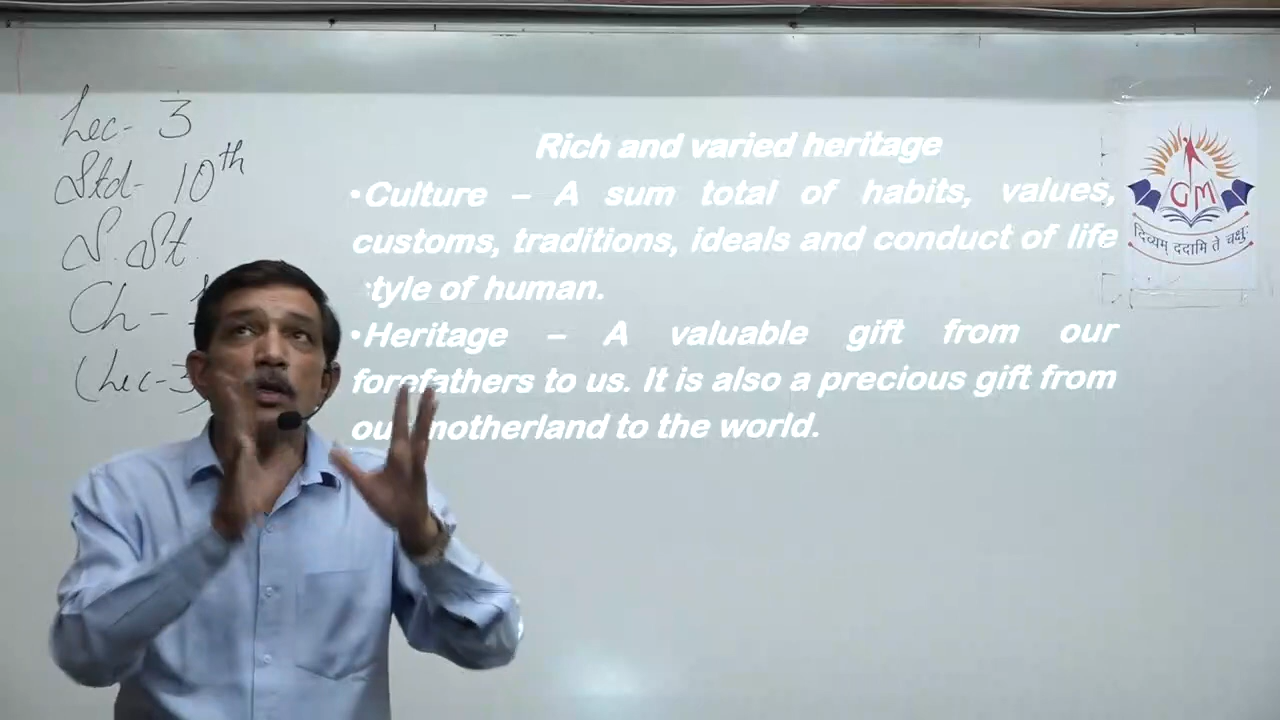 Lec- 3
Std- 10th
S. St.
Ch -
(Lec-3)
Rich and varied heritage
•Culture – A sum total of habits, values,
customs, traditions, ideals and conduct of life
tyle of human.
•Heritage – A valuable gift from our
forefathers to us. It is also a precious gift from
motherland to the world.
GM
दिव्यम् ददामि ते चक्षुः